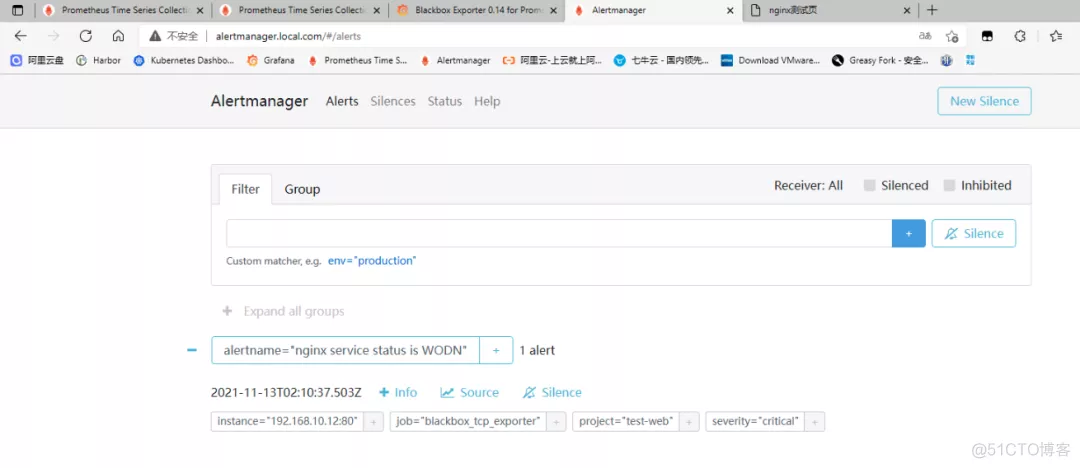 Prometheus Time Series Collecti Prometheus Time Series Collecti Blackbox Exporter 0.14 for Prom Alertmanager nginx测试页
不安全 alertmanager.local.com/#/alerts
阿里云盘 Harbor Kubernetes Dashbo... Grafana Prometheus Time S... Alertmanager 阿里云-上云就上阿... 七牛云 - 国内领先... Download VMware... Greasy Fork - 安全...
Alertmanager Alerts Silences Status Help New Silence
Filter Group Receiver: All Silenced Inhibited
+ Silence
Custom matcher, e.g. env="production"
+ Expand all groups
alertname="nginx service status is WODN" + 1 alert
2021-11-13T02:10:37.503Z + Info Source Silence
instance="192.168.10.12:80" + job="blackbox_tcp_exporter" + project="test-web" + severity="critical" +
@51CTO博客